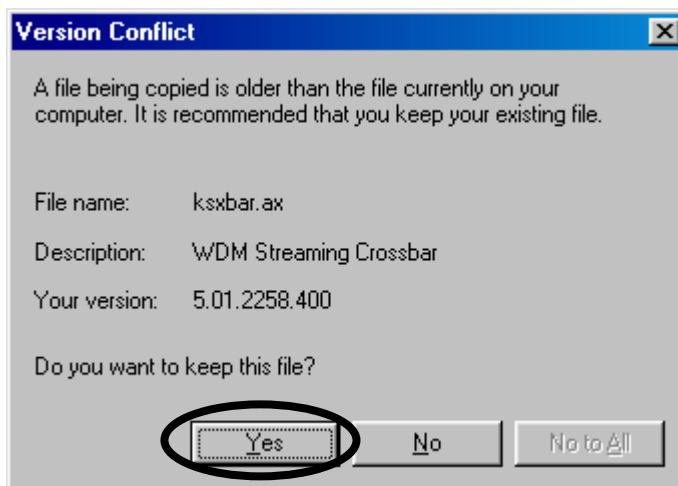 Version Conflict
A file being copied is older than the file currently on your
computer. It is recommended that you keep your existing file.
File name: ksxbar.ax
Description: WDM Streaming Crossbar
Your version: 5.01.2258.400
Do you want to keep this file?
Yes No No to All